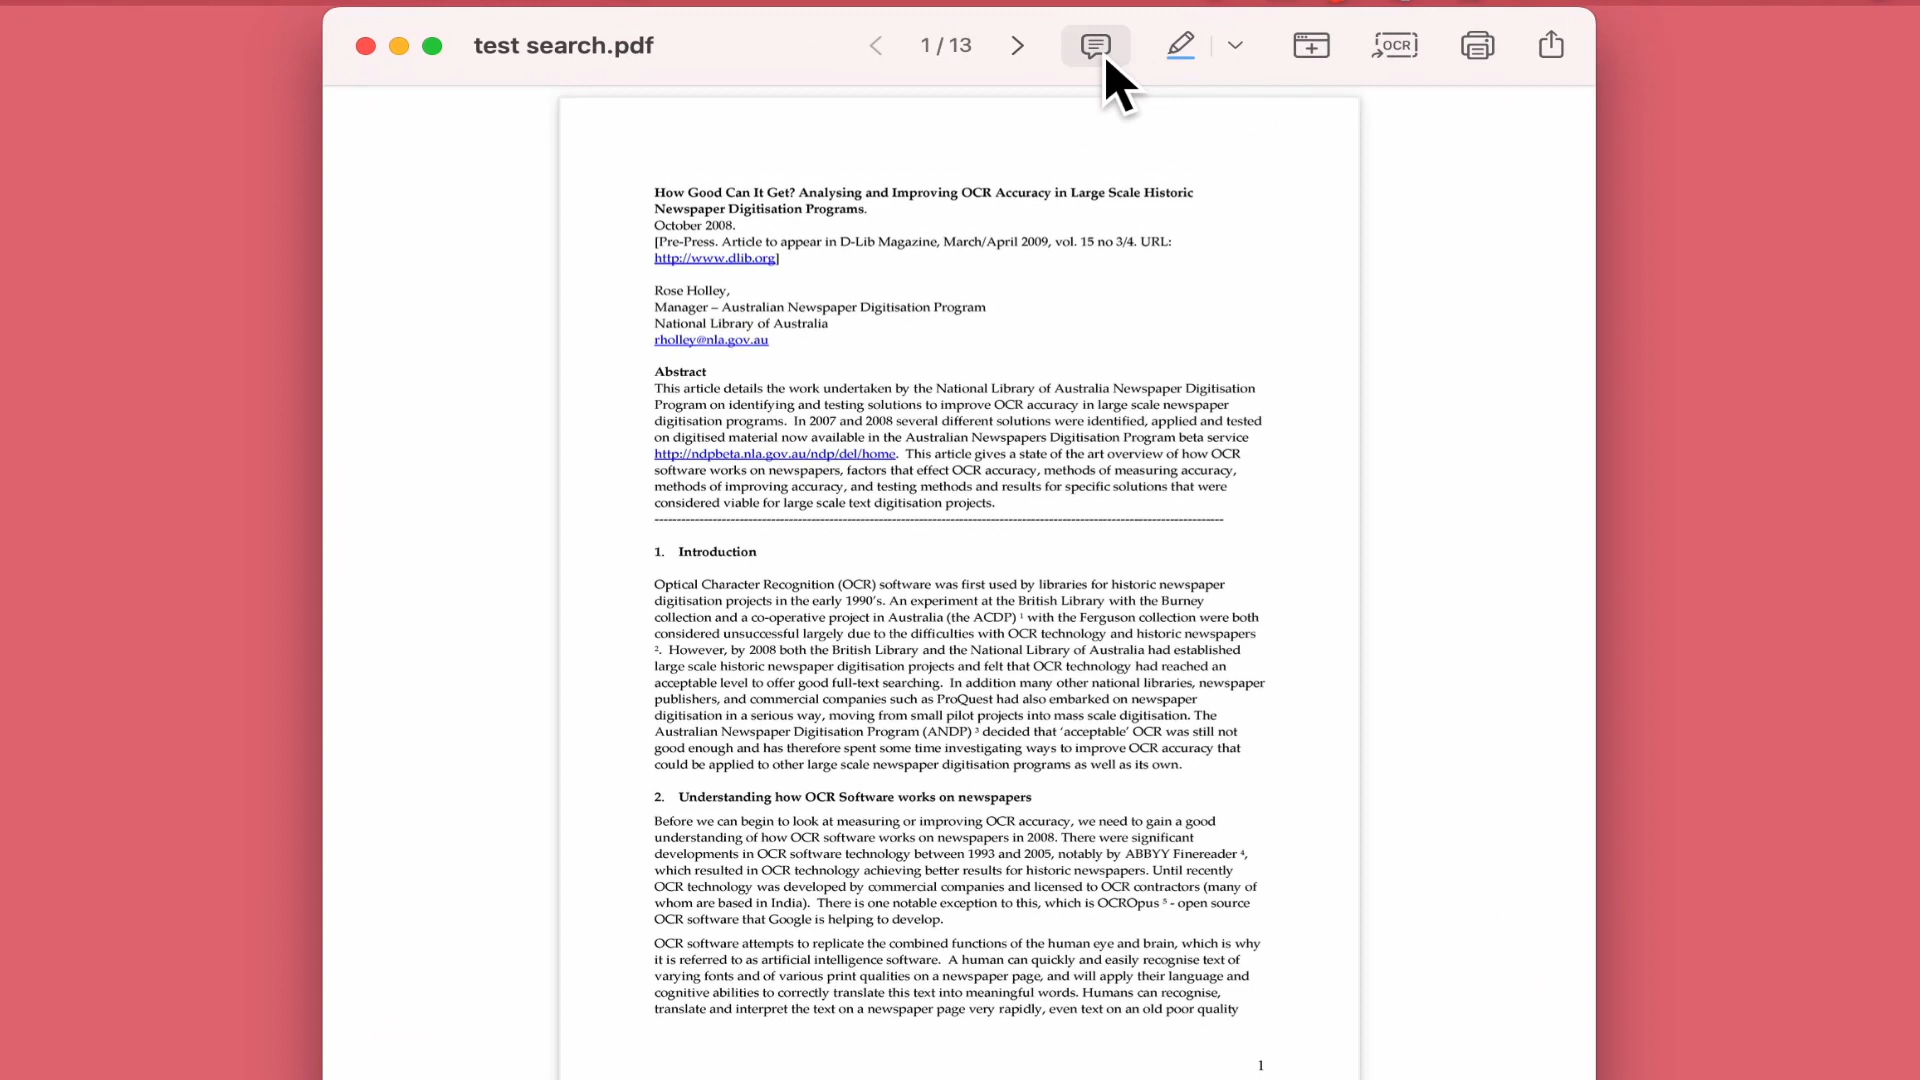 test search.pdf
1 / 13
OCR
How Good Can It Get? Analysing and Improving OCR Accuracy in Large Scale Historic
Newspaper Digitisation Programs.
October 2008.
[Pre-Press. Article to appear in D-Lib Magazine, March/April 2009, vol. 15 no 3/4. URL:
http://www.dlib.org]
Rose Holley,
Manager – Australian Newspaper Digitisation Program
National Library of Australia
rholley@nla.gov.au
Abstract
This article details the work undertaken by the National Library of Australia Newspaper Digitisation
Program on identifying and testing solutions to improve OCR accuracy in large scale newspaper
digitisation programs. In 2007 and 2008 several different solutions were identified, applied and tested
on digitised material now available in the Australian Newspapers Digitisation Program beta service
http://ndpbeta.nla.gov.au/ndp/del/home. This article gives a state of the art overview of how OCR
software works on newspapers, factors that effect OCR accuracy, methods of measuring accuracy,
methods of improving accuracy, and testing methods and results for specific solutions that were
considered viable for large scale text digitisation projects.
1. Introduction
Optical Character Recognition (OCR) software was first used by libraries for historic newspaper
digitisation projects in the early 1990's. An experiment at the British Library with the Burney
collection and a co-operative project in Australia (the ACDP) ¹ with the Ferguson collection were both
considered unsuccessful largely due to the difficulties with OCR technology and historic newspapers
². However, by 2008 both the British Library and the National Library of Australia had established
large scale historic newspaper digitisation projects and felt that OCR technology had reached an
acceptable level to offer good full-text searching. In addition many other national libraries, newspaper
publishers, and commercial companies such as ProQuest had also embarked on newspaper
digitisation in a serious way, moving from small pilot projects into mass scale digitisation. The
Australian Newspaper Digitisation Program (ANDP) ³ decided that 'acceptable' OCR was still not
good enough and has therefore spent some time investigating ways to improve OCR accuracy that
could be applied to other large scale newspaper digitisation programs as well as its own.
2. Understanding how OCR Software works on newspapers
Before we can begin to look at measuring or improving OCR accuracy, we need to gain a good
understanding of how OCR software works on newspapers in 2008. There were significant
developments in OCR software technology between 1993 and 2005, notably by ABBYY Finereader ⁴,
which resulted in OCR technology achieving better results for historic newspapers. Until recently
OCR technology was developed by commercial companies and licensed to OCR contractors (many of
whom are based in India). There is one notable exception to this, which is OCROpus ⁵ - open source
OCR software that Google is helping to develop.
OCR software attempts to replicate the combined functions of the human eye and brain, which is why
it is referred to as artificial intelligence software. A human can quickly and easily recognise text of
varying fonts and of various print qualities on a newspaper page, and will apply their language and
cognitive abilities to correctly translate this text into meaningful words. Humans can recognise,
translate and interpret the text on a newspaper page very rapidly, even text on an old poor quality
1